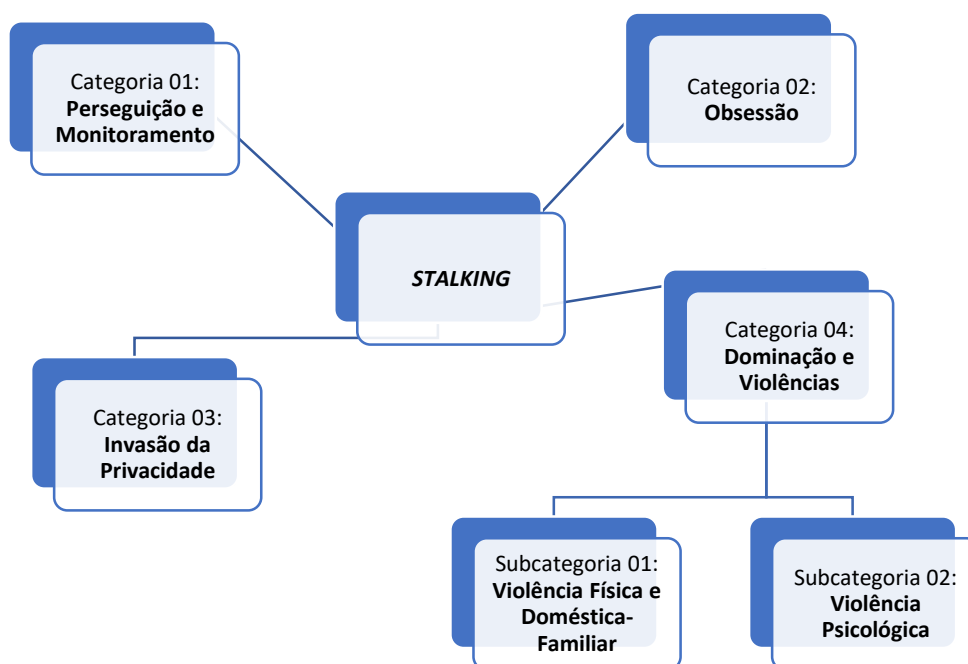 Categoria 01:
Perseguição e
Monitoramento
Categoria 02:
Obsessão
STALKING
Categoria 03:
Invasão da
Privacidade
Categoria 04:
Dominação e
Violências
Subcategoria 01:
Violência Física e
Doméstica-
Familiar
Subcategoria 02:
Violência
Psicológica